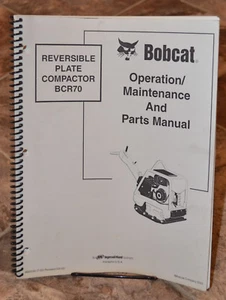 REVERSIBLE
PLATE
COMPACTOR
BCR70
Bobcat
Operation/
Maintenance
And
Parts Manual